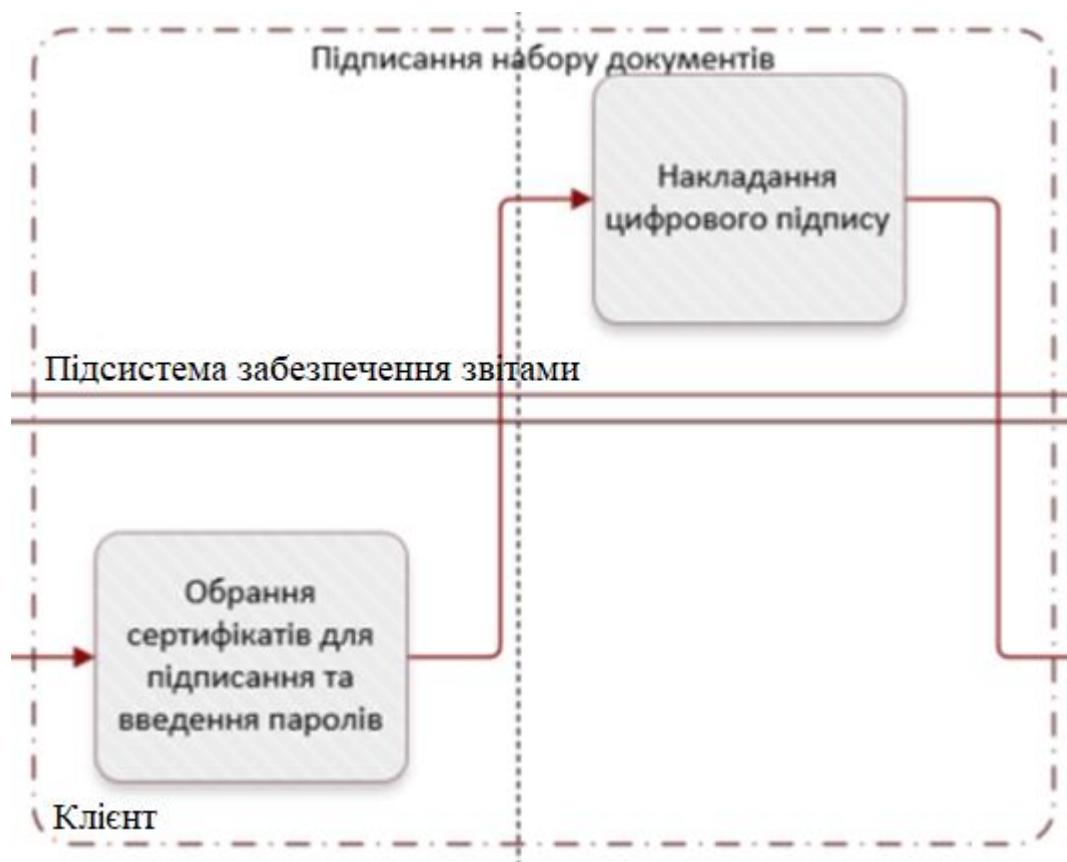 Підписання набору документів
Накладання
цифрового підпису
Підсистема забезпечення звітами
Обрання
сертифікатів для
підписання та
введення паролів
Клієнт